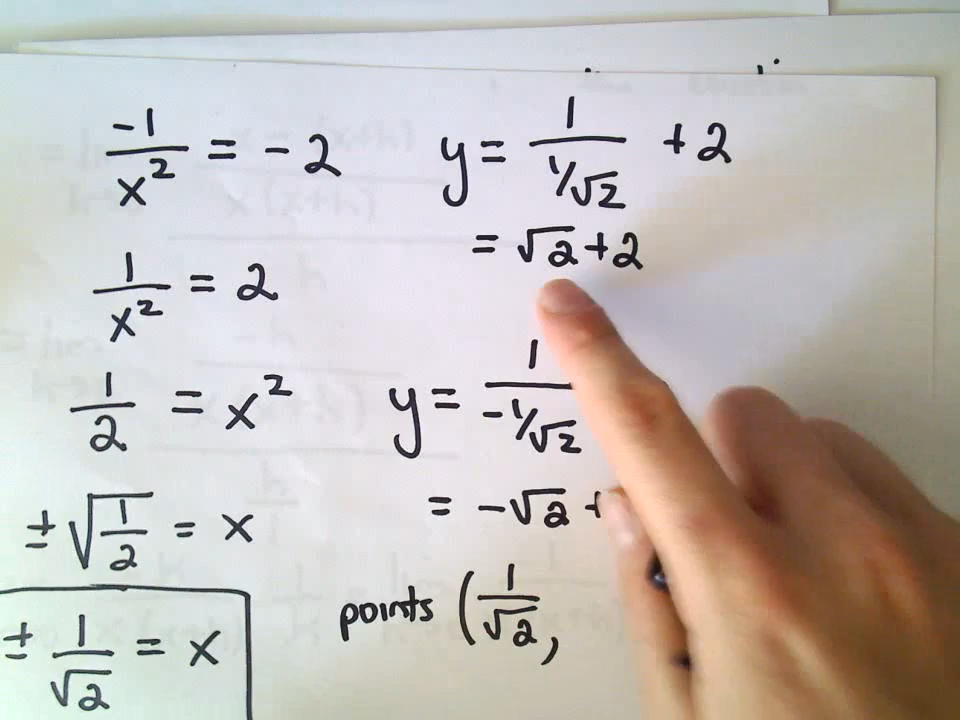 -1/x² = -2
1/x² = 2
1/2 = x²
±√(1/2) = x
± 1/√2 = x
y = 1/(1/√2) + 2
= √2 + 2
y = 1/(-1/√2)
= -√2 +
points (1/√2,